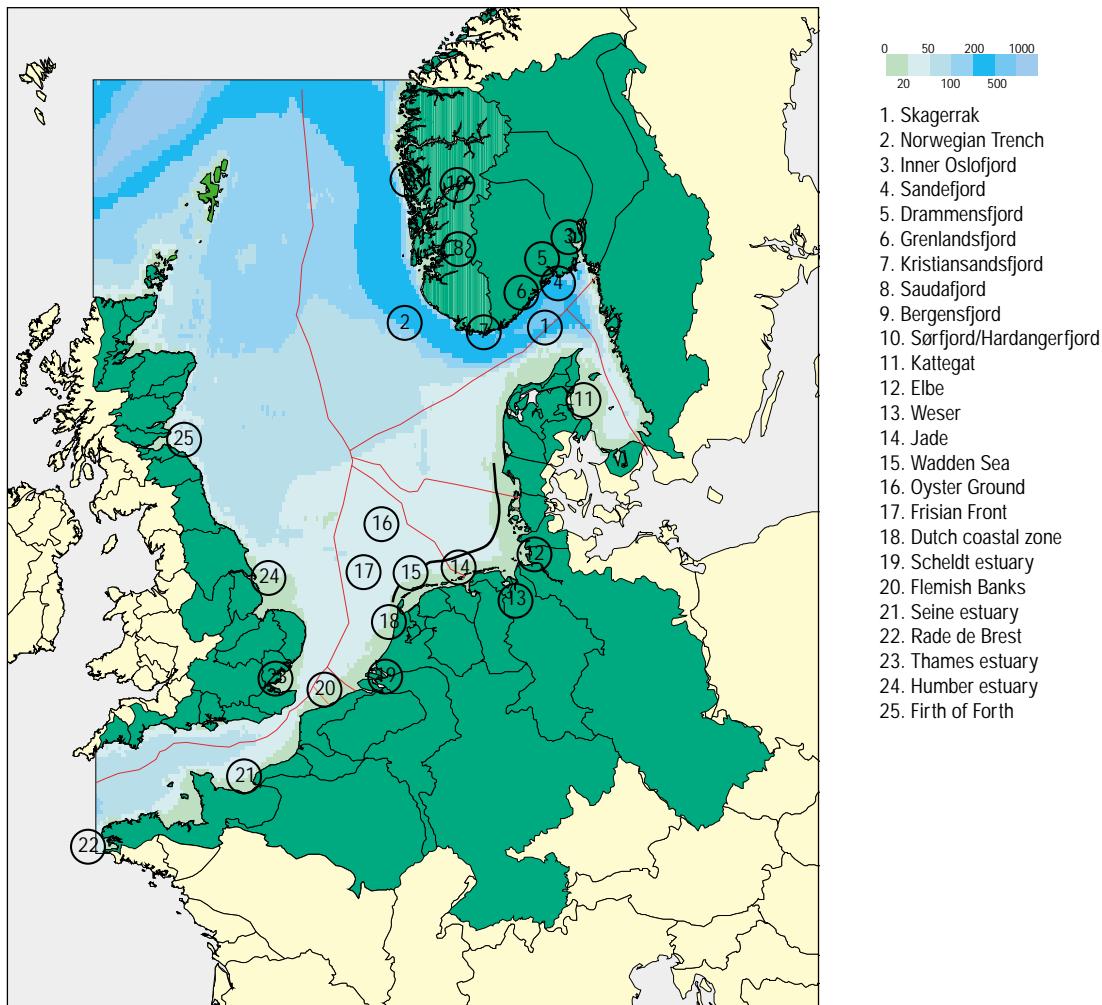 0 50 200 1000
20 100 500
1. Skagerrak
2. Norwegian Trench
3. Inner Oslofjord
4. Sandefjord
5. Drammensfjord
6. Grenlandsfjord
7. Kristiansandsfjord
8. Saudafjord
9. Bergensfjord
10. Sørfjord/Hardangerfjord
11. Kattegat
12. Elbe
13. Weser
14. Jade
15. Wadden Sea
16. Oyster Ground
17. Frisian Front
18. Dutch coastal zone
19. Scheldt estuary
20. Flemish Banks
21. Seine estuary
22. Rade de Brest
23. Thames estuary
24. Humber estuary
25. Firth of Forth
10
3
8
5
4
6
2
7
1
11
25
16
12
14
17
15
24
13
18
23
19
20
21
22